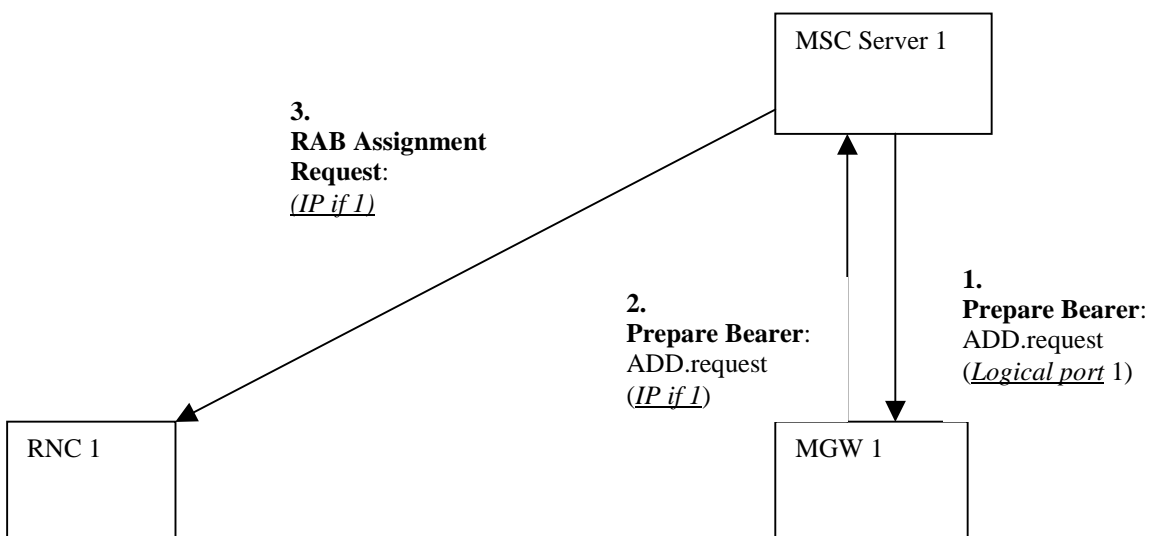 MSC Server 1
3.
RAB Assignment
Request:
(IP if 1)
2.
Prepare Bearer:
ADD.request
(IP if 1)
1.
Prepare Bearer:
ADD.request
(Logical port 1)
RNC 1
MGW 1